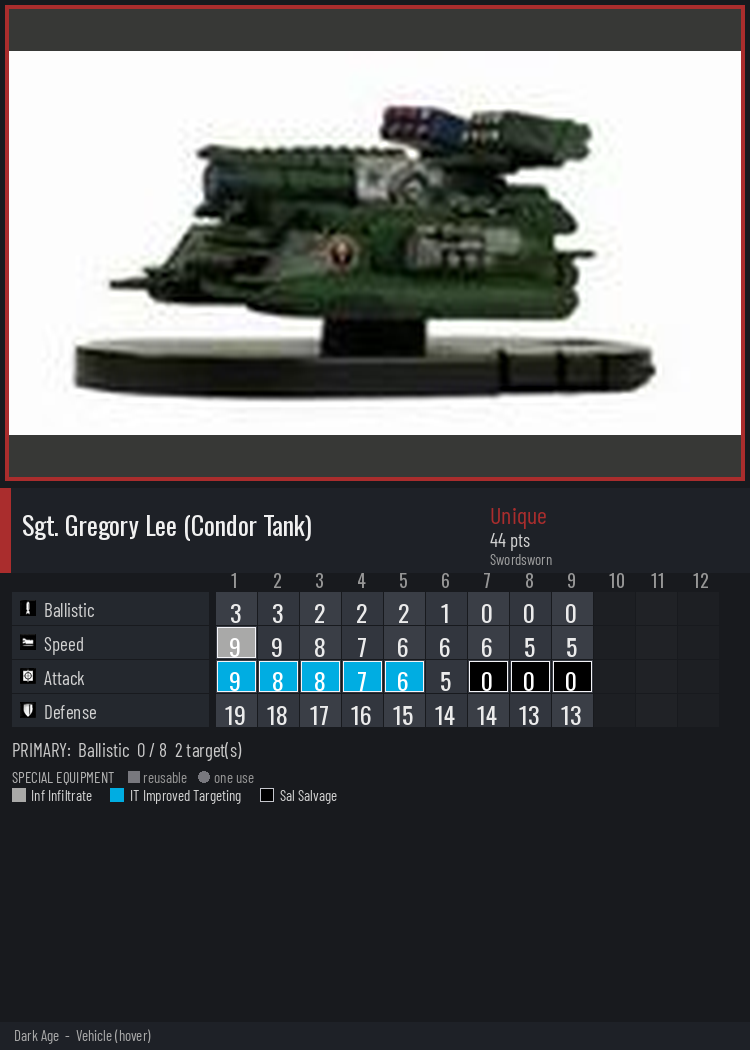 Sgt. Gregory Lee (Condor Tank)
Unique
44 pts
Swordsworn
1 2 3 4 5 6 7 8 9 10 11 12
Ballistic 3 3 2 2 2 1 0 0 0
Speed 9 9 8 7 6 6 6 5 5
Attack 9 8 8 7 6 5 0 0 0
Defense 19 18 17 16 15 14 14 13 13
PRIMARY: Ballistic 0 / 8 2 target(s)
SPECIAL EQUIPMENT reusable one use
Inf Infiltrate IT Improved Targeting Sal Salvage
Dark Age - Vehicle (hover)